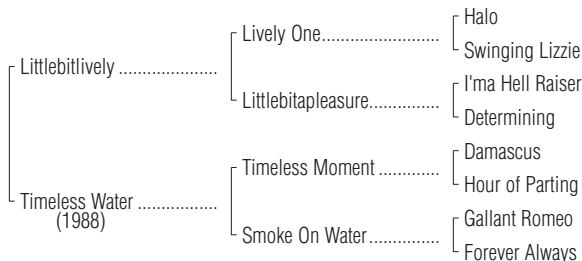 Halo
Lively One........................
Swinging Lizzie
Littlebitlively ....................
I'ma Hell Raiser
Littlebitapleasure..............
Determining
Damascus
Timeless Moment ............
Hour of Parting
Timeless Water ................
(1988)
Gallant Romeo
Smoke On Water..............
Forever Always